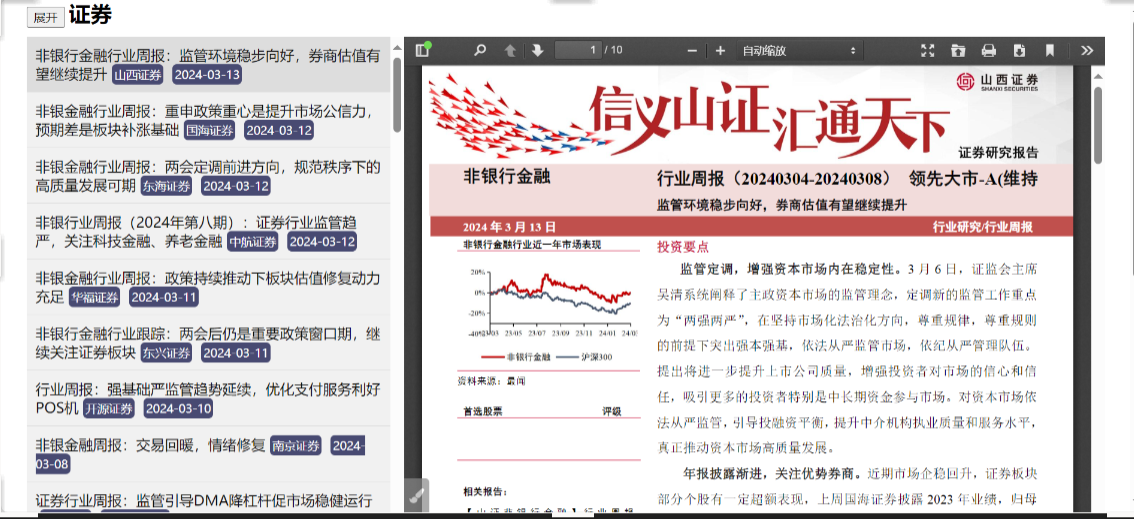 展开 证券
非银行金融行业周报：监管环境稳步向好，券商估值有
望继续提升 山西证券 2024-03-13
非银金融行业周报：重申政策重心是提升市场公信力，
预期差是板块补涨基础 国海证券 2024-03-12
非银金融行业周报：两会定调前进方向，规范秩序下的
高质量发展可期 东海证券 2024-03-12
非银行业周报（2024年第八期）：证券行业监管趋
严，关注科技金融、养老金融 中航证券 2024-03-12
非银金融行业周报：政策持续推动下板块估值修复动力
充足 华福证券 2024-03-11
非银行金融行业跟踪：两会后仍是重要政策窗口期，继
续关注证券板块 东兴证券 2024-03-11
行业周报：强基础严监管趋势延续，优化支付服务利好
POS机 开源证券 2024-03-10
非银金融周报：交易回暖，情绪修复 南京证券 2024-
03-08
证券行业周报：监管引导DMA降杠杆促市场稳健运行
1 / 10 自动缩放
山西证券
SHANXI SECURITIES
信义山证汇通天下
证券研究报告
非银行金融
行业周报（20240304-20240308） 领先大市-A(维持
监管环境稳步向好，券商估值有望继续提升
2024 年 3 月 13 日 行业研究/行业周报
非银行金融行业近一年市场表现
20%
0%
-20%
-40%
23/03 23/05 23/07 23/09 23/11 24/01 24/03
非银行金融 沪深300
资料来源：最闻
首选股票 评级
相关报告：
【山证非银行金融】行业周报
投资要点
监管定调，增强资本市场内在稳定性。3 月 6 日，证监会主席
吴清系统阐释了主政资本市场的监管理念，定调新的监管工作重点
为“两强两严”，在坚持市场化法治化方向，尊重规律，尊重规则
的前提下突出强本强基，依法从严监管市场，依纪从严管理队伍。
提出将进一步提升上市公司质量，增强投资者对市场的信心和信
任，吸引更多的投资者特别是中长期资金参与市场。对资本市场依
法从严监管，引导投融资平衡，提升中介机构执业质量和服务水平，
真正推动资本市场高质量发展。
年报披露渐进，关注优势券商。近期市场企稳回升，证券板块
部分个股有一定超额表现，上周国海证券披露 2023 年业绩，归母